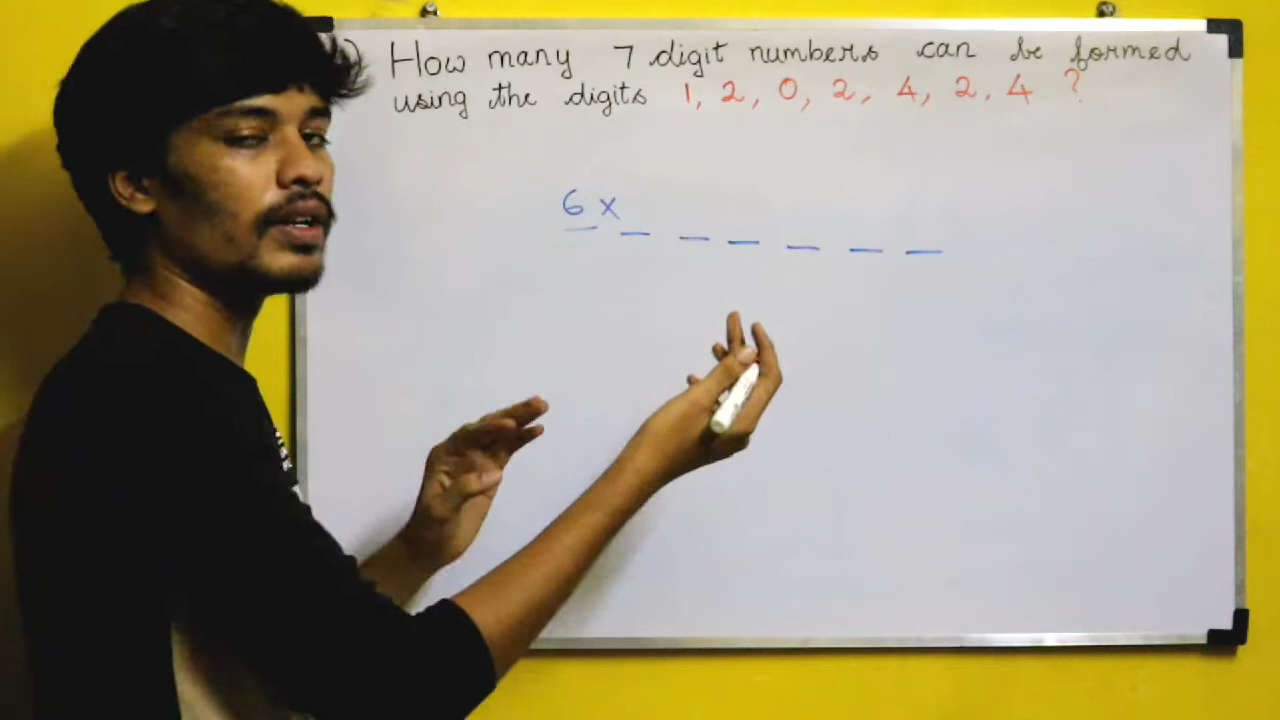 ) How many 7 digit numbers can be formed
using the digits 1, 2, 0, 2, 4, 2, 4 ?
6 x